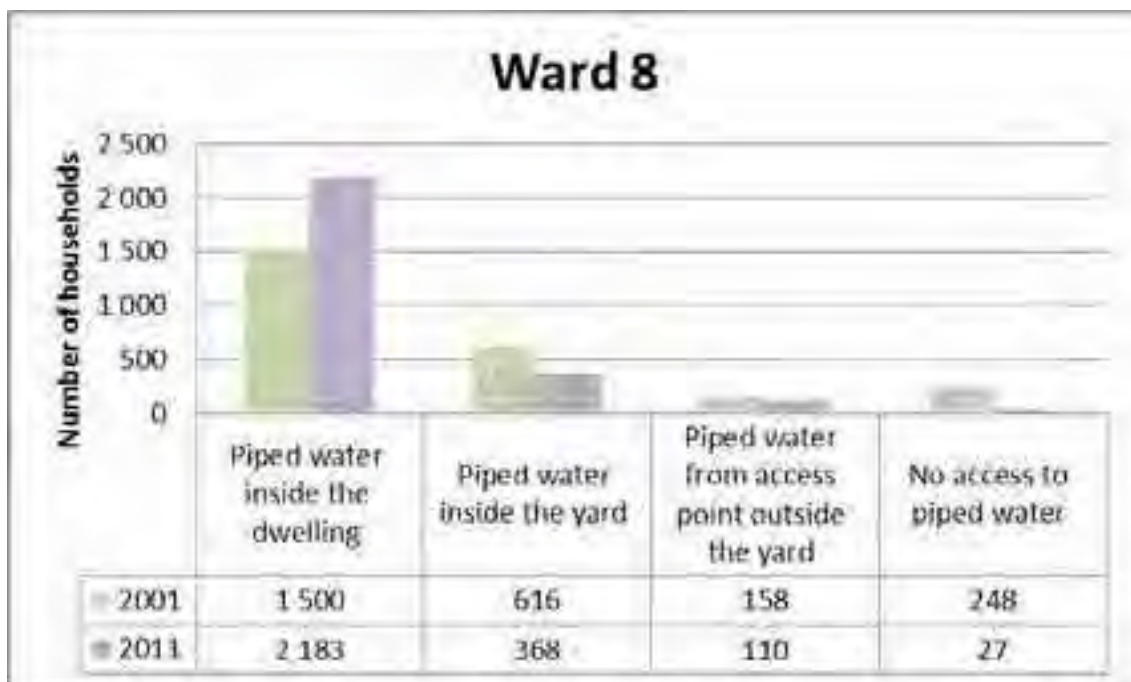 Ward 8
Number of households
2 500
2 000
1 500
1 000
500
0
Piped water
inside the
dwelling
Piped water
inside the yard
Piped water
from access
point outside
the yard
No access to
piped water
2001 1 500 616 158 248
2011 2 183 368 110 27